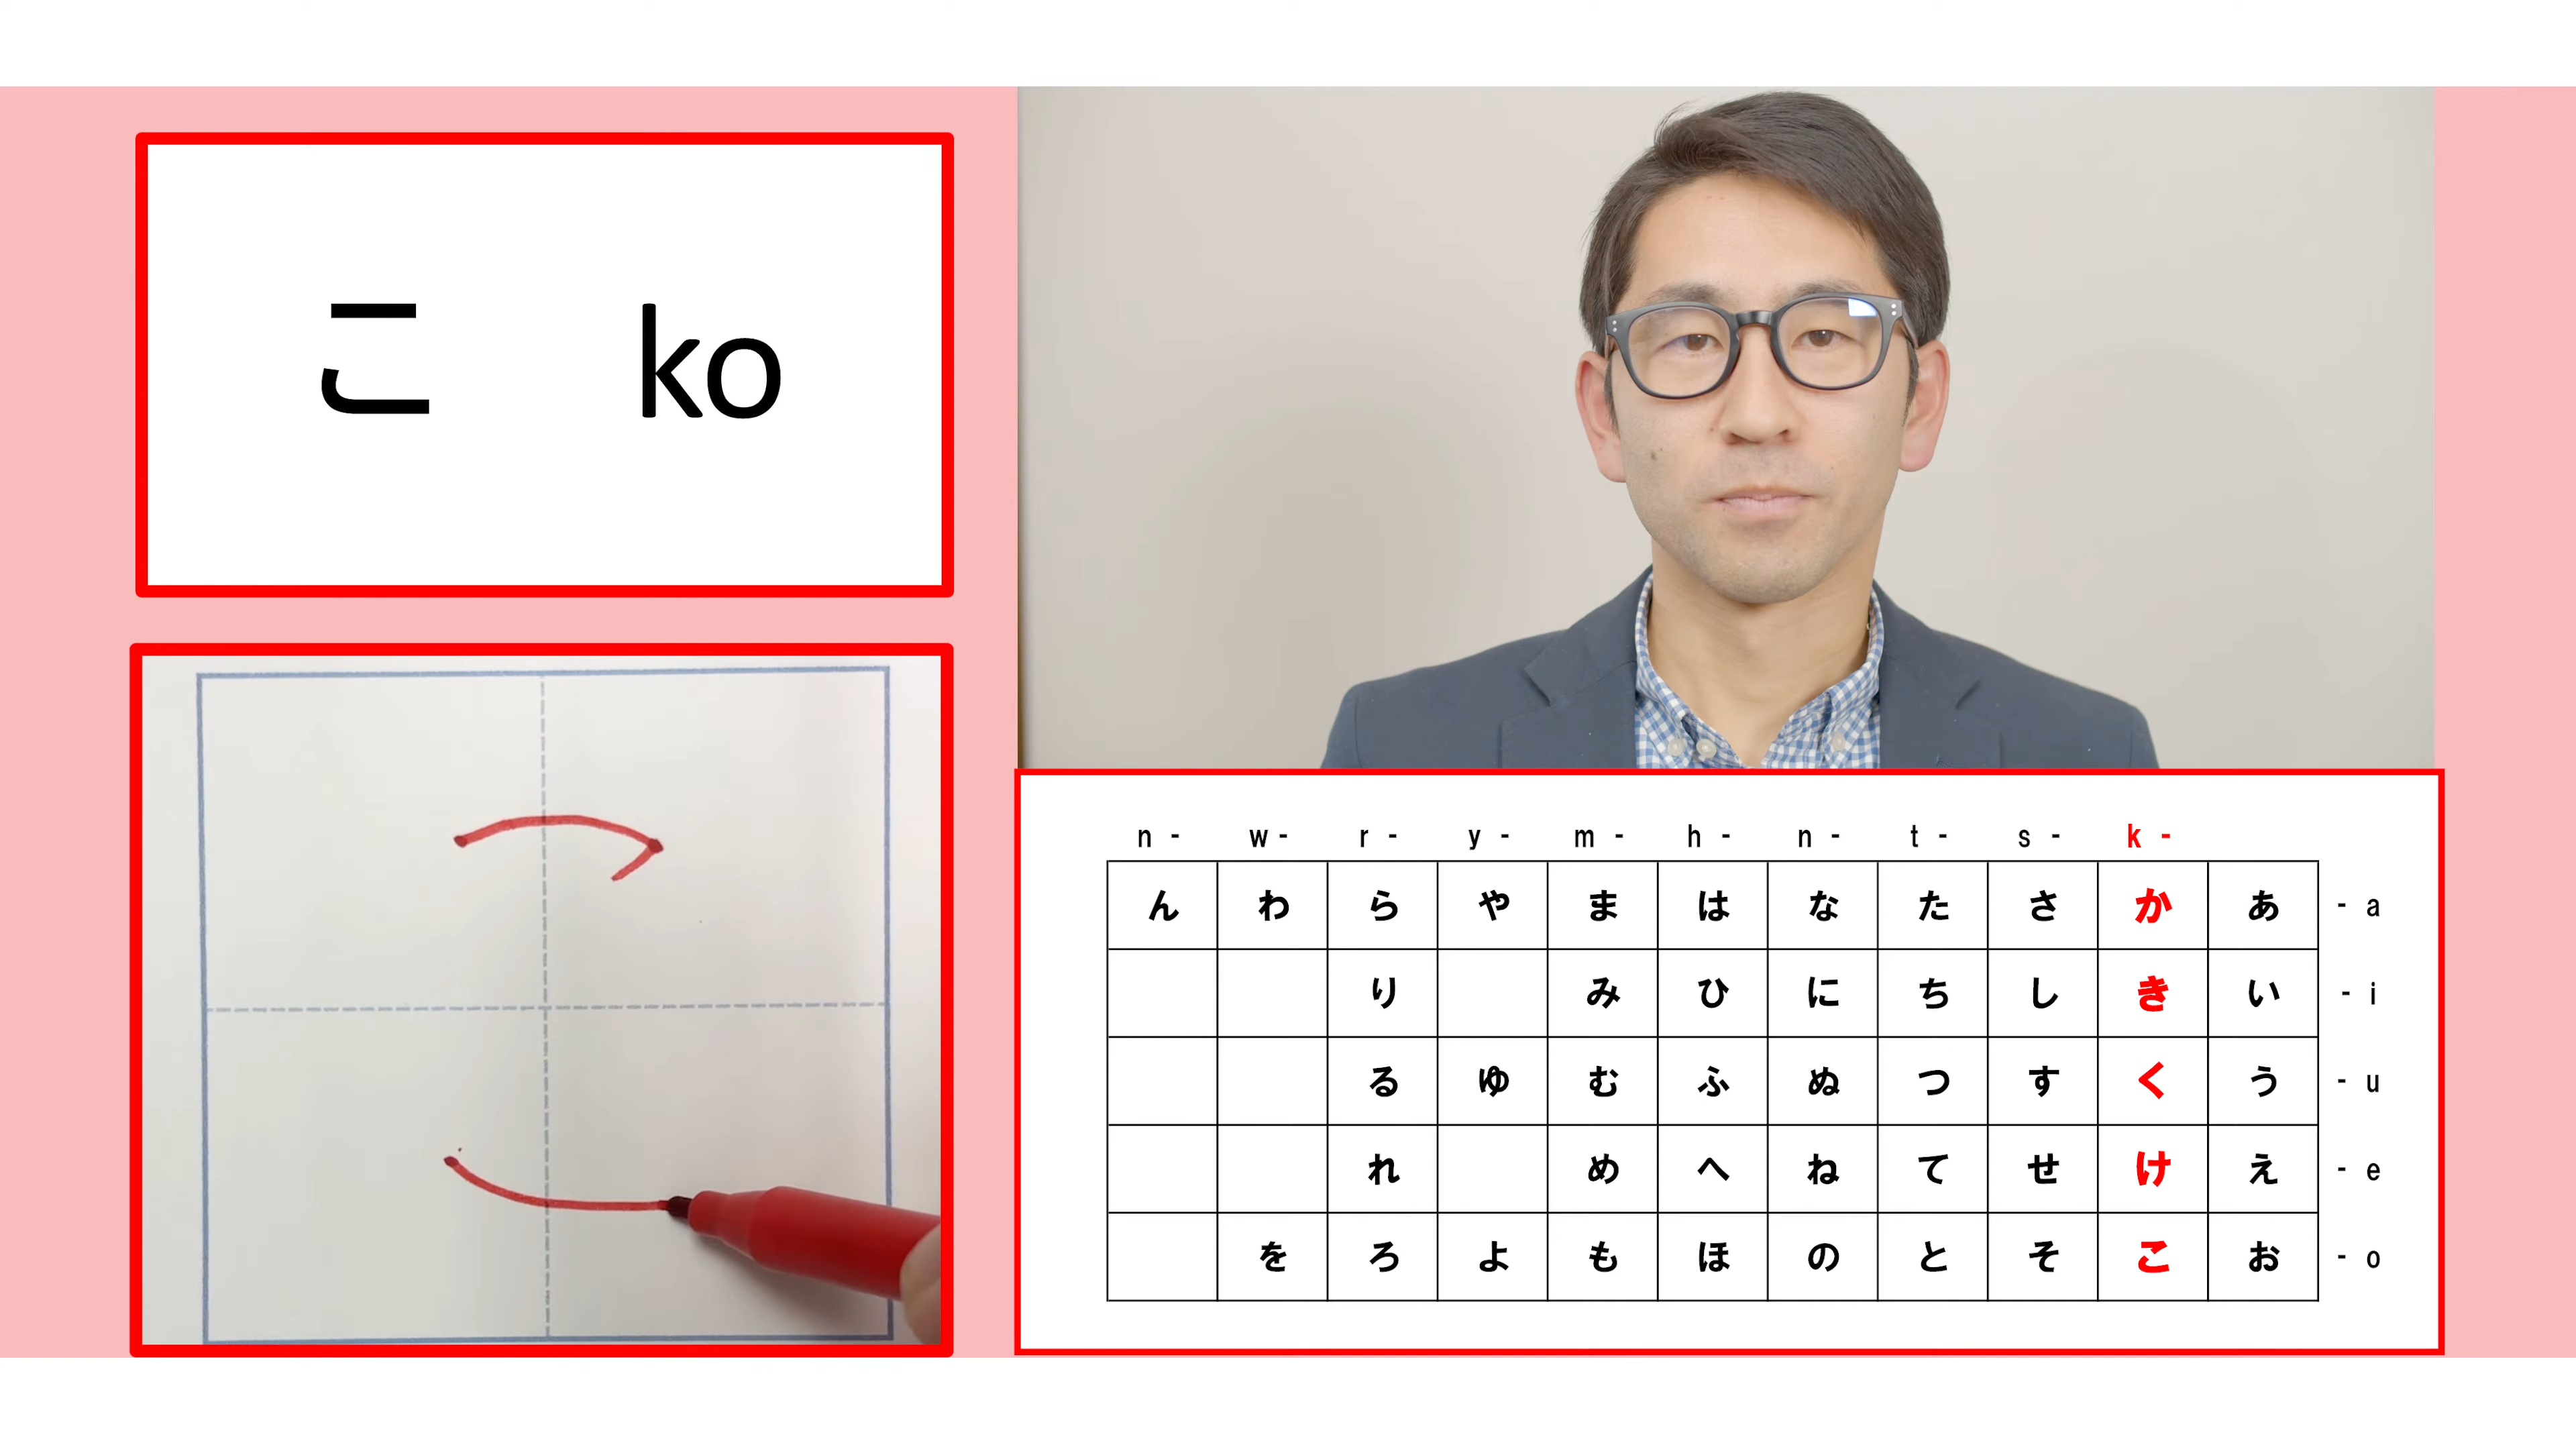 こ ko
こ
n - w - r - y - m - h - n - t - s - k -
ん わ ら や ま は な た さ か あ - a
り み ひ に ち し き い - i
る ゆ む ふ ぬ つ す く う - u
れ め へ ね て せ け え - e
を ろ よ も ほ の と そ こ お - o